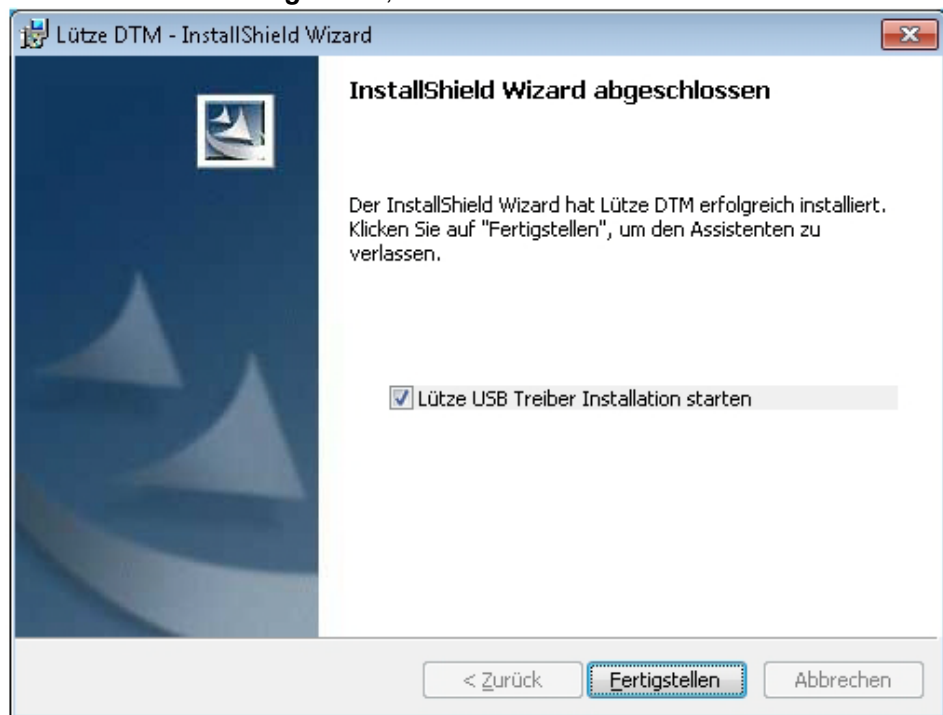 Lütze DTM - InstallShield Wizard
InstallShield Wizard abgeschlossen
Der InstallShield Wizard hat Lütze DTM erfolgreich installiert.
Klicken Sie auf "Fertigstellen", um den Assistenten zu
verlassen.
Lütze USB Treiber Installation starten
< Zurück
Fertigstellen
Abbrechen